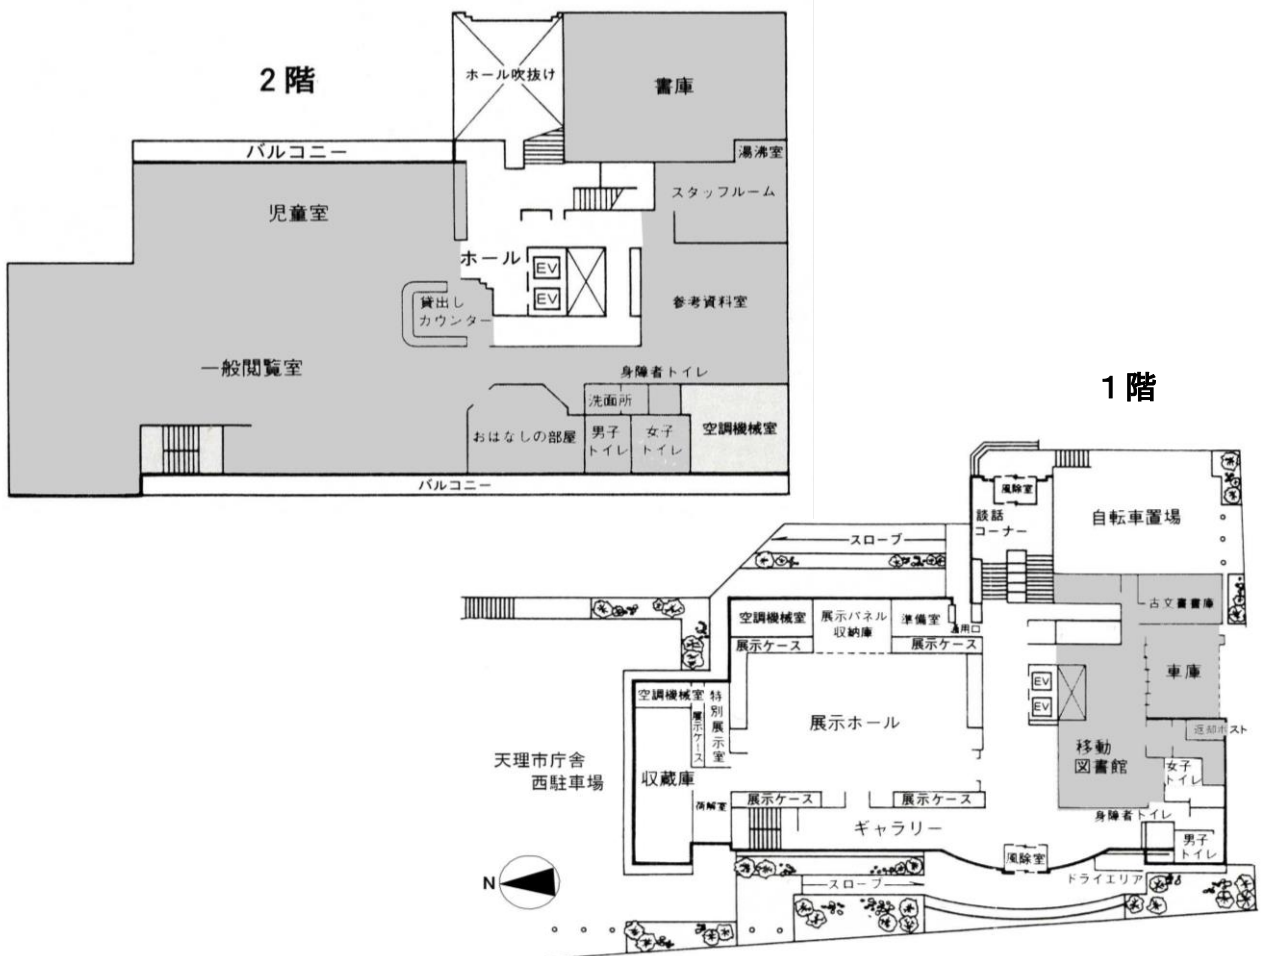 2階
ホール吹抜け
書庫
バルコニー
湯沸室
スタッフルーム
児童室
ホール
EV
EV
貸出し
カウンター
参考資料室
一般閲覧室
身障者トイレ
洗面所
おはなしの部屋
男子
トイレ
女子
トイレ
空調機械室
バルコニー
1階
風除室
談話
コーナー
自転車置場
スロープ
空調機械室
展示パネル
収納庫
準備室
通用口
古文書書庫
展示ケース
展示ケース
車庫
EV
EV
空調機械室
特別展示室
展示ケース
展示ホール
返却ポスト
移動
図書館
天理市庁舎
西駐車場
収蔵庫
女子
トイレ
展示ケース
展示ケース
身障者トイレ
ギャラリー
男子
トイレ
風除室
ドライエリア
スロープ
N